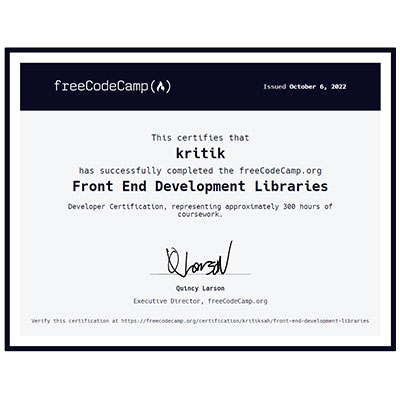 freeCodeCamp(🔥)
Issued October 6, 2022
This certifies that
kritik
has successfully completed the freeCodeCamp.org
Front End Development Libraries
Developer Certification, representing approximately 300 hours of
coursework.
Q Larson
Quincy Larson
Executive Director, freeCodeCamp.org
Verify this certification at https://freecodecamp.org/certification/kritiksah/front-end-development-libraries